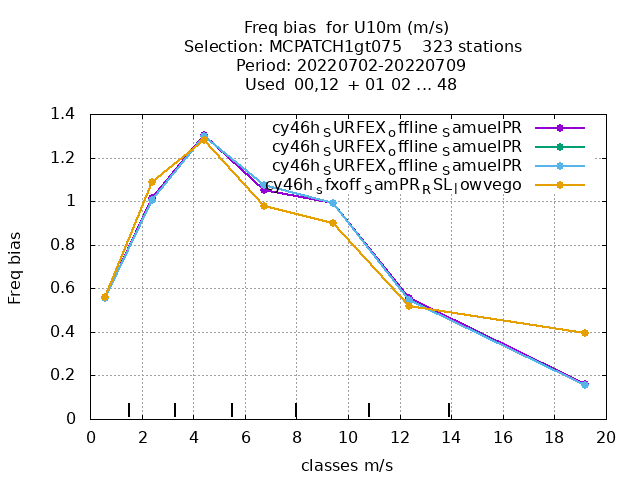 Freq bias  for U10m (m/s)
Selection: MCPATCH1gt075    323 stations
Period: 20220702-20220709
Used  00,12  + 01 02 ... 48
cy46h_SURFEX_offline_SamuelPR
cy46h_SURFEX_offline_SamuelPR
cy46h_SURFEX_offline_SamuelPR
cy46h_sfxoff_SamPR_RSL_lowvego
Freq bias
1.4
1.2
1
0.8
0.6
0.4
0.2
0
0 2 4 6 8 10 12 14 16 18 20
classes m/s